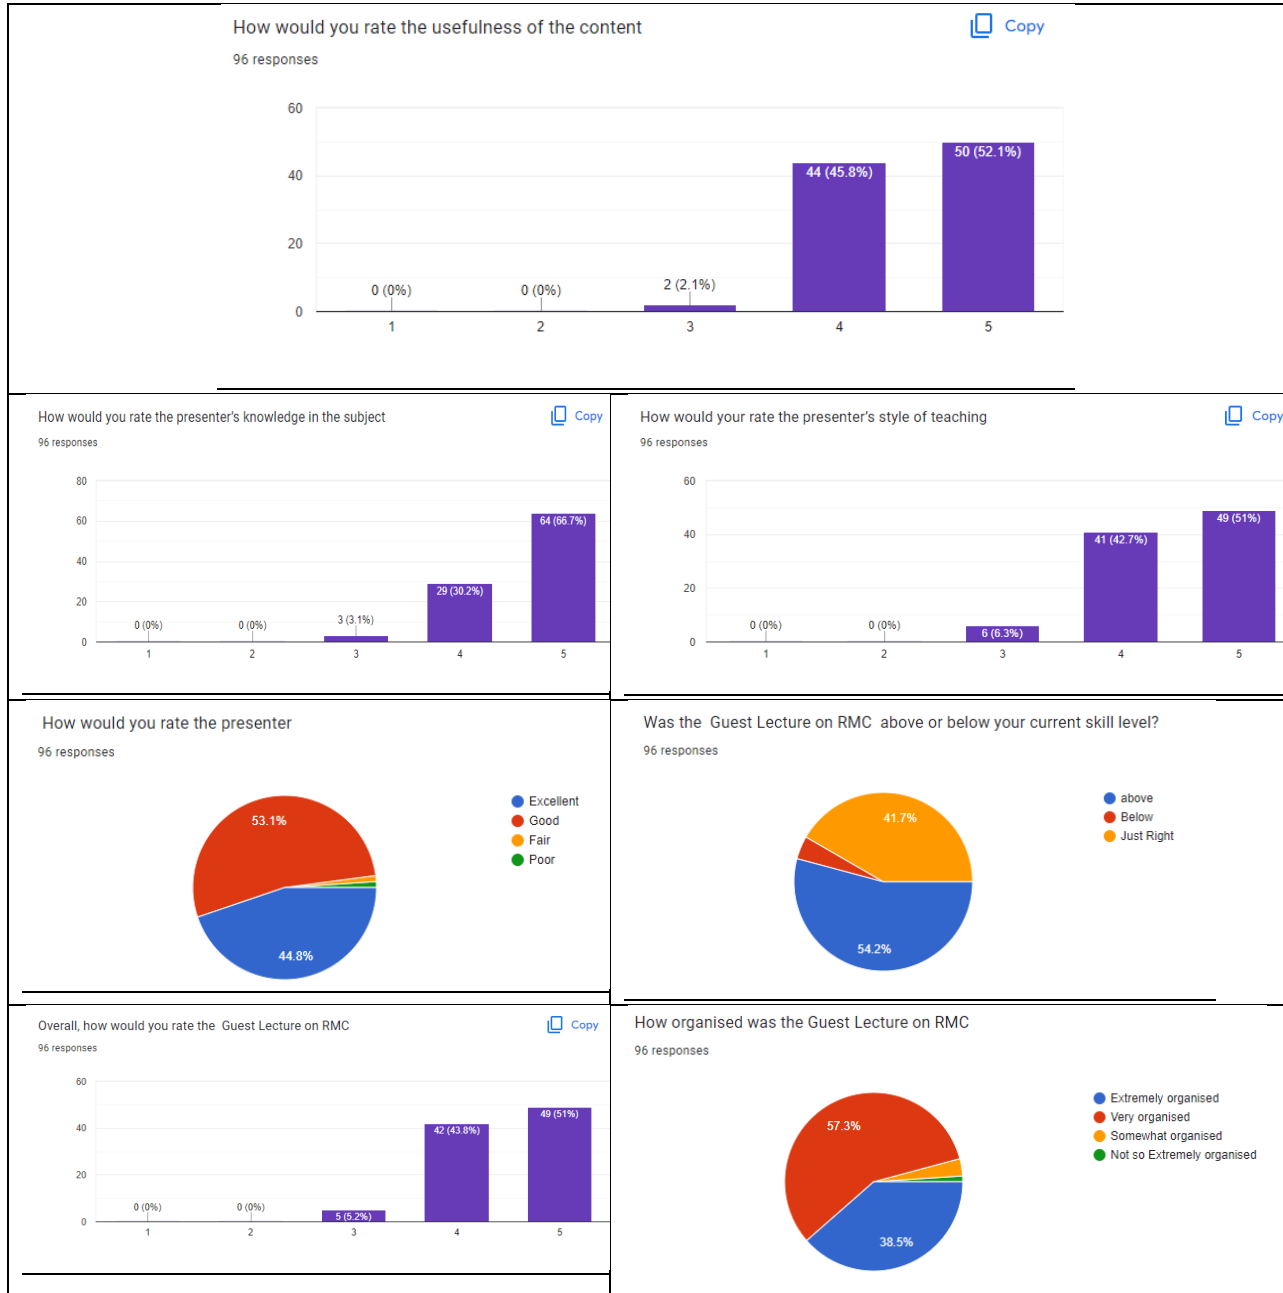 How would you rate the usefulness of the content
Copy
96 responses
60
40
20
0
0 (0%)
0 (0%)
2 (2.1%)
44 (45.8%)
50 (52.1%)
1
2
3
4
5
How would you rate the presenter's knowledge in the subject
Copy
96 responses
80
60
40
20
0
0 (0%)
0 (0%)
3 (3.1%)
29 (30.2%)
64 (66.7%)
1
2
3
4
5
How would your rate the presenter's style of teaching
Copy
96 responses
60
40
20
0
0 (0%)
0 (0%)
6 (6.3%)
41 (42.7%)
49 (51%)
1
2
3
4
5
How would you rate the presenter
96 responses
53.1%
44.8%
Excellent
Good
Fair
Poor
Was the Guest Lecture on RMC above or below your current skill level?
96 responses
41.7%
54.2%
above
Below
Just Right
Overall, how would you rate the Guest Lecture on RMC
Copy
96 responses
60
40
20
0
0 (0%)
0 (0%)
5 (5.2%)
42 (43.8%)
49 (51%)
1
2
3
4
5
How organised was the Guest Lecture on RMC
96 responses
57.3%
38.5%
Extremely organised
Very organised
Somewhat organised
Not so Extremely organised